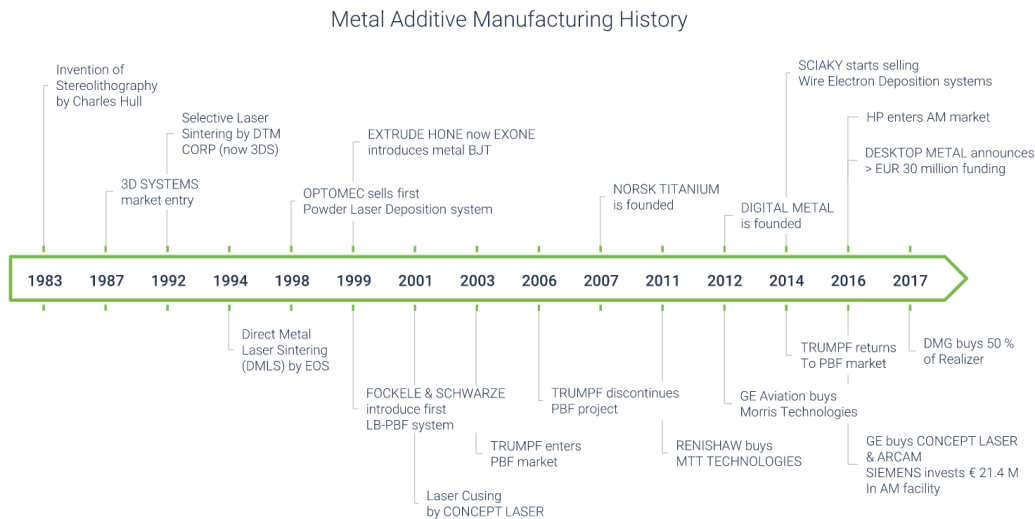 Metal Additive Manufacturing History
Invention of
Stereolithography
by Charles Hull
3D SYSTEMS
market entry
Selective Laser
Sintering by DTM
CORP (now 3DS)
OPTOMEC sells first
Powder Laser Deposition system
EXTRUDE HONE now EXONE
introduces metal BJT
NORSK TITANIUM
is founded
DIGITAL METAL
is founded
SCIAKY starts selling
Wire Electron Deposition systems
HP enters AM market
DESKTOP METAL announces
> EUR 30 million funding
1983 1987 1992 1994 1998 1999 2001 2003 2006 2007 2011 2012 2014 2016 2017
Direct Metal
Laser Sintering
(DMLS) by EOS
FOCKELE & SCHWARZE
introduce first
LB-PBF system
Laser Cusing
by CONCEPT LASER
TRUMPF enters
PBF market
TRUMPF discontinues
PBF project
RENISHAW buys
MTT TECHNOLOGIES
GE Aviation buys
Morris Technologies
TRUMPF returns
To PBF market
GE buys CONCEPT LASER
& ARCAM
SIEMENS invests € 21.4 M
In AM facility
DMG buys 50 %
of Realizer